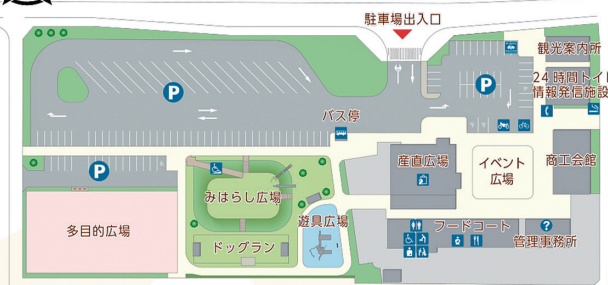 駐車場出入口
観光案内所
24時間トイレ
情報発信施設
P
P
バス停
P
産直広場
イベント
広場
商工会館
みはらし広場
多目的広場
遊具広場
ドッグラン
フードコート
?
管理事務所